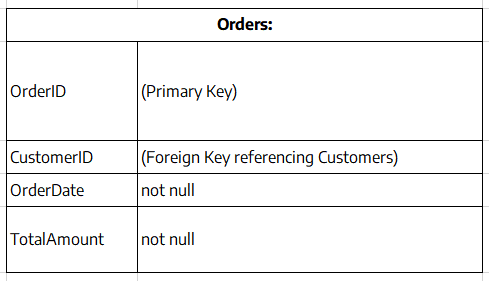 Orders:
OrderID (Primary Key)
CustomerID (Foreign Key referencing Customers)
OrderDate not null
TotalAmount not null